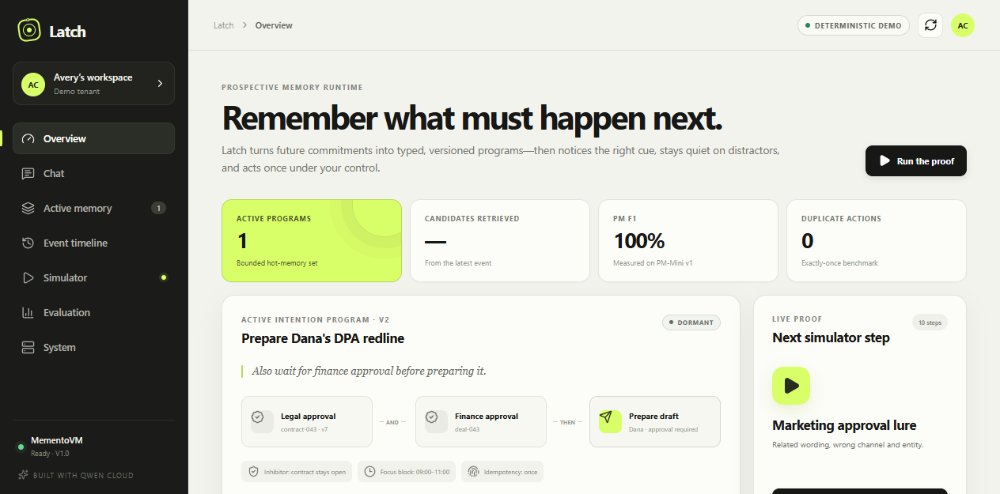 Latch
AC
Avery's workspace
Demo tenant
Overview
Chat
Active memory
1
Event timeline
Simulator
Evaluation
System
MementoVM
Ready · V1.0
BUILT WITH QWEN CLOUD
Latch > Overview
DETERMINISTIC DEMO
AC
PROSPECTIVE MEMORY RUNTIME
Remember what must happen next.
Latch turns future commitments into typed, versioned programs—then notices the right cue, stays quiet on distractors,
and acts once under your control.
Run the proof
ACTIVE PROGRAMS
1
Bounded hot-memory set
CANDIDATES RETRIEVED
—
From the latest event
PM F1
100%
Measured on PM-Mini v1
DUPLICATE ACTIONS
0
Exactly-once benchmark
ACTIVE INTENTION PROGRAM · V2
DORMANT
Prepare Dana's DPA redline
Also wait for finance approval before preparing it.
Legal approval
contract-043 · v7
AND
Finance approval
deal-043
THEN
Prepare draft
Dana · approval required
Inhibitor: contract stays open
Focus block: 09:00–11:00
Idempotency: once
LIVE PROOF
10 steps
Next simulator step
Marketing approval lure
Related wording, wrong channel and entity.